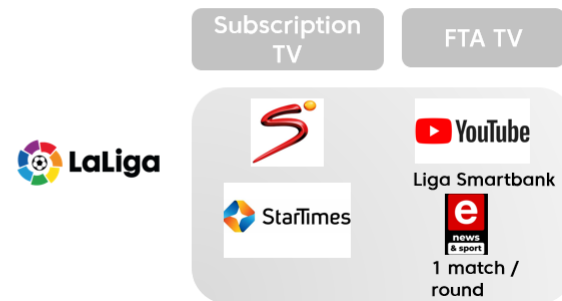 Subscription
TV
FTA TV
LaLiga
YouTube
Liga Smartbank
StarTimes
e
news
& sport
1 match /
round